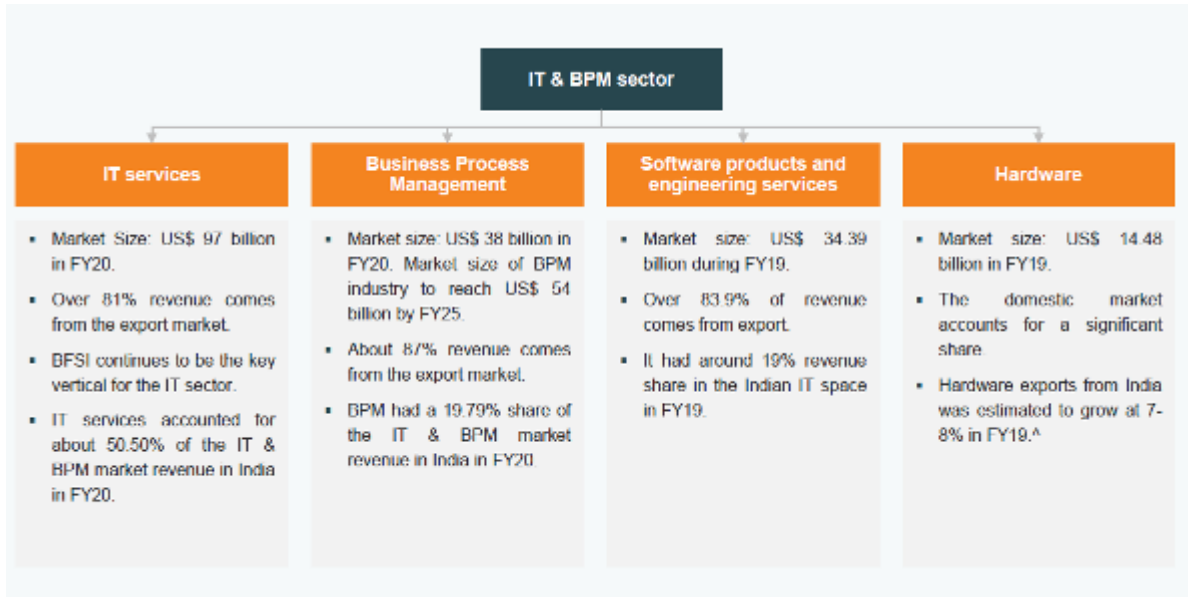 IT & BPM sector
IT services
▪ Market Size: US$ 97 billion
in FY20.
▪ Over 81% revenue comes
from the export market.
▪ BFSI continues to be the key
vertical for the IT sector.
▪ IT services accounted for
about 50.50% of the IT &
BPM market revenue in India
in FY20.
Business Process
Management
▪ Market size: US$ 38 billion in
FY20. Market size of BPM
industry to reach US$ 54
billion by FY25.
▪ About 87% revenue comes
from the export market.
▪ BPM had a 19.79% share of
the IT & BPM market
revenue in India in FY20.
Software products and
engineering services
▪ Market size: US$ 34.39
billion during FY19.
▪ Over 83.9% of revenue
comes from export.
▪ It had around 19% revenue
share in the Indian IT space
in FY19.
Hardware
▪ Market size: US$ 14.48
billion in FY19.
▪ The domestic market
accounts for a significant
share.
▪ Hardware exports from India
was estimated to grow at 7-
8% in FY19.^